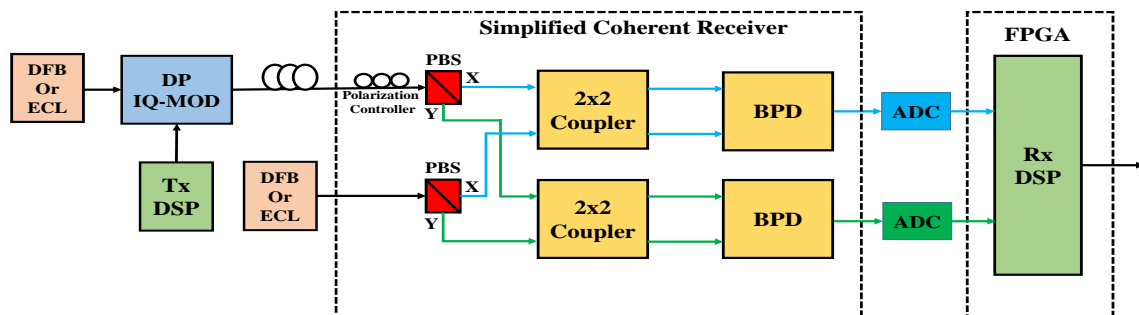 Simplified Coherent Receiver
FPGA
DFB
Or
ECL
DP
IQ-MOD
Tx
DSP
DFB
Or
ECL
Polarization
Controller
PBS
X
Y
PBS
X
Y
2x2
Coupler
BPD
ADC
2x2
Coupler
BPD
ADC
Rx
DSP